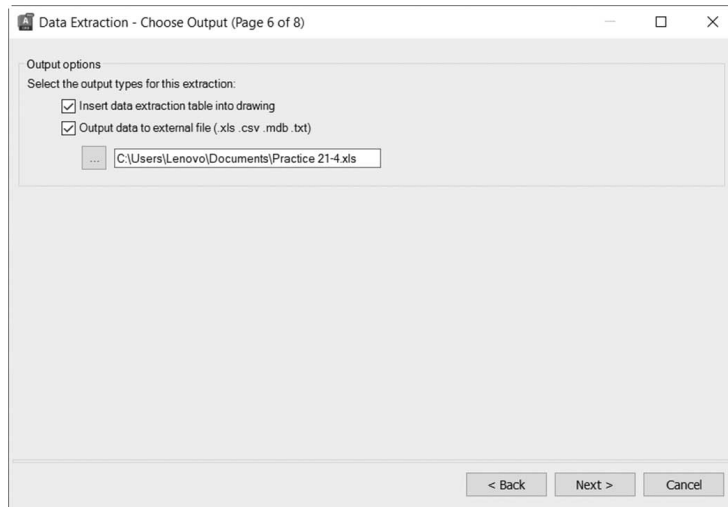 Data Extraction - Choose Output (Page 6 of 8)
Output options
Select the output types for this extraction:
Insert data extraction table into drawing
Output data to external file (.xls .csv .mdb .txt)
... C:\Users\Lenovo\Documents\Practice 21-4.xls
< Back Next > Cancel